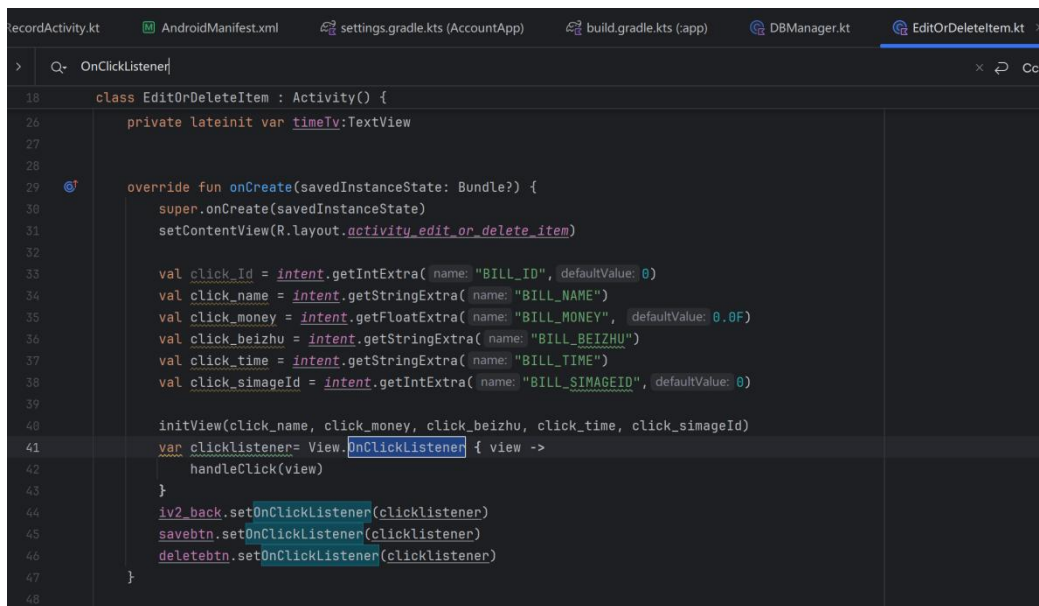 RecordActivity.kt AndroidManifest.xml settings.gradle.kts (AccountApp) build.gradle.kts (:app) DBManager.kt EditOrDeleteItem.kt
OnClickListener Cc
18 class EditOrDeleteItem : Activity() {
26 private lateinit var timeTv:TextView
27
28
29 override fun onCreate(savedInstanceState: Bundle?) {
30 super.onCreate(savedInstanceState)
31 setContentView(R.layout.activity_edit_or_delete_item)
32
33 val click_Id = intent.getIntExtra( name: "BILL_ID", defaultValue: 0)
34 val click_name = intent.getStringExtra( name: "BILL_NAME")
35 val click_money = intent.getFloatExtra( name: "BILL_MONEY", defaultValue: 0.0F)
36 val click_beizhu = intent.getStringExtra( name: "BILL_BEIZHU")
37 val click_time = intent.getStringExtra( name: "BILL_TIME")
38 val click_simageId = intent.getIntExtra( name: "BILL_SIMAGEID", defaultValue: 0)
39
40 initView(click_name, click_money, click_beizhu, click_time, click_simageId)
41 var clicklistener= View.OnClickListener { view ->
42 handleClick(view)
43 }
44 iv2_back.setOnClickListener(clicklistener)
45 savebtn.setOnClickListener(clicklistener)
46 deletebtn.setOnClickListener(clicklistener)
47 }
48